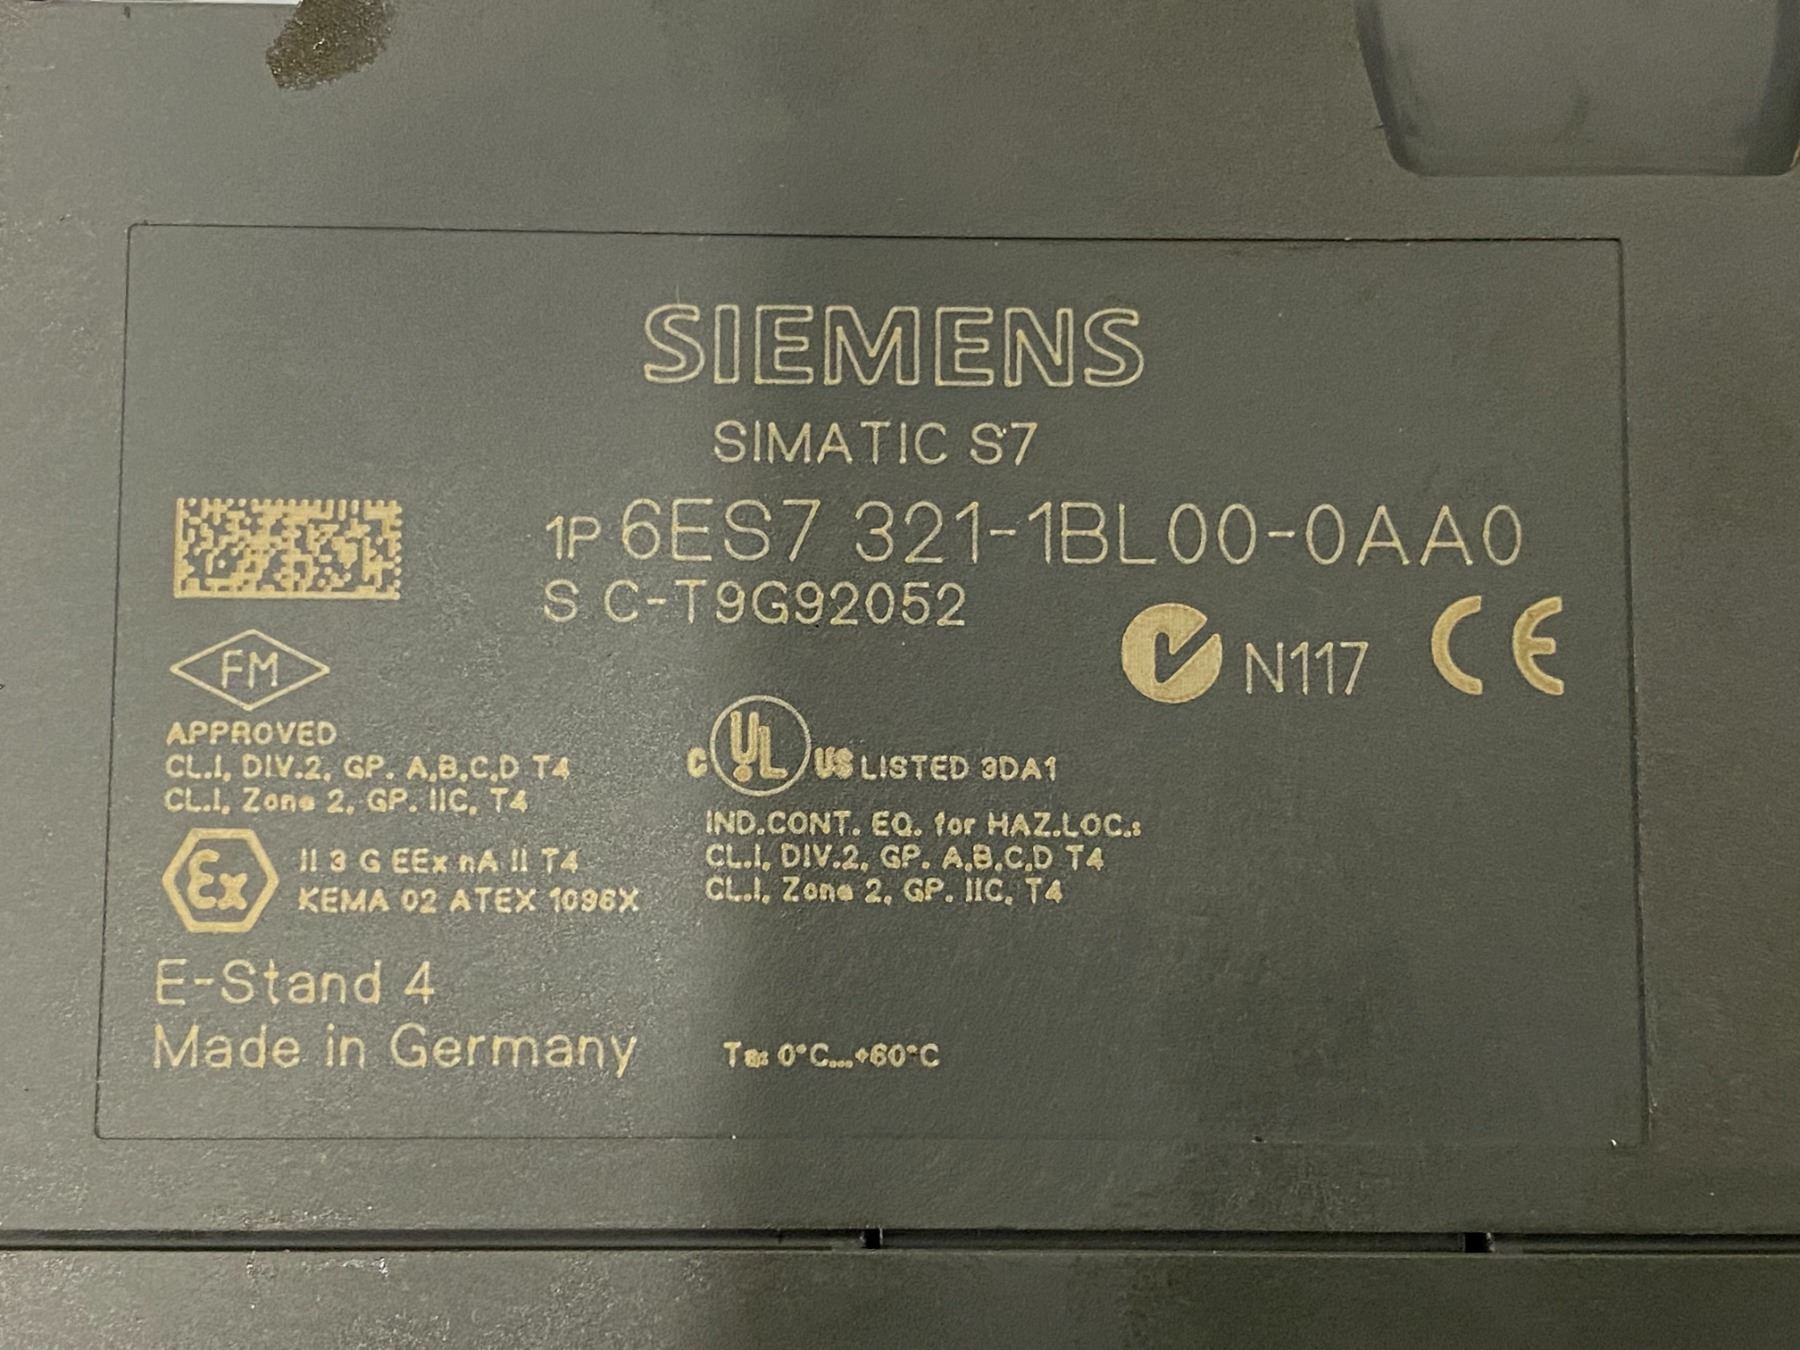 SIEMENS
SIMATIC S7
1P 6ES7 321-1BL00-0AA0
S C-T9G92052
N117 CE
FM
APPROVED
CL.I, DIV.2, GP. A,B,C,D T4
CL.I, Zone 2, GP. IIC, T4
Ex
II 3 G EEx nA II T4
KEMA 02 ATEX 1096X
C UL US LISTED 3DA1
IND.CONT. EQ. for HAZ.LOC.:
CL.I, DIV.2, GP. A,B,C,D T4
CL.I, Zone 2, GP. IIC, T4
E-Stand 4
Made in Germany
Ta: 0°C...+60°C